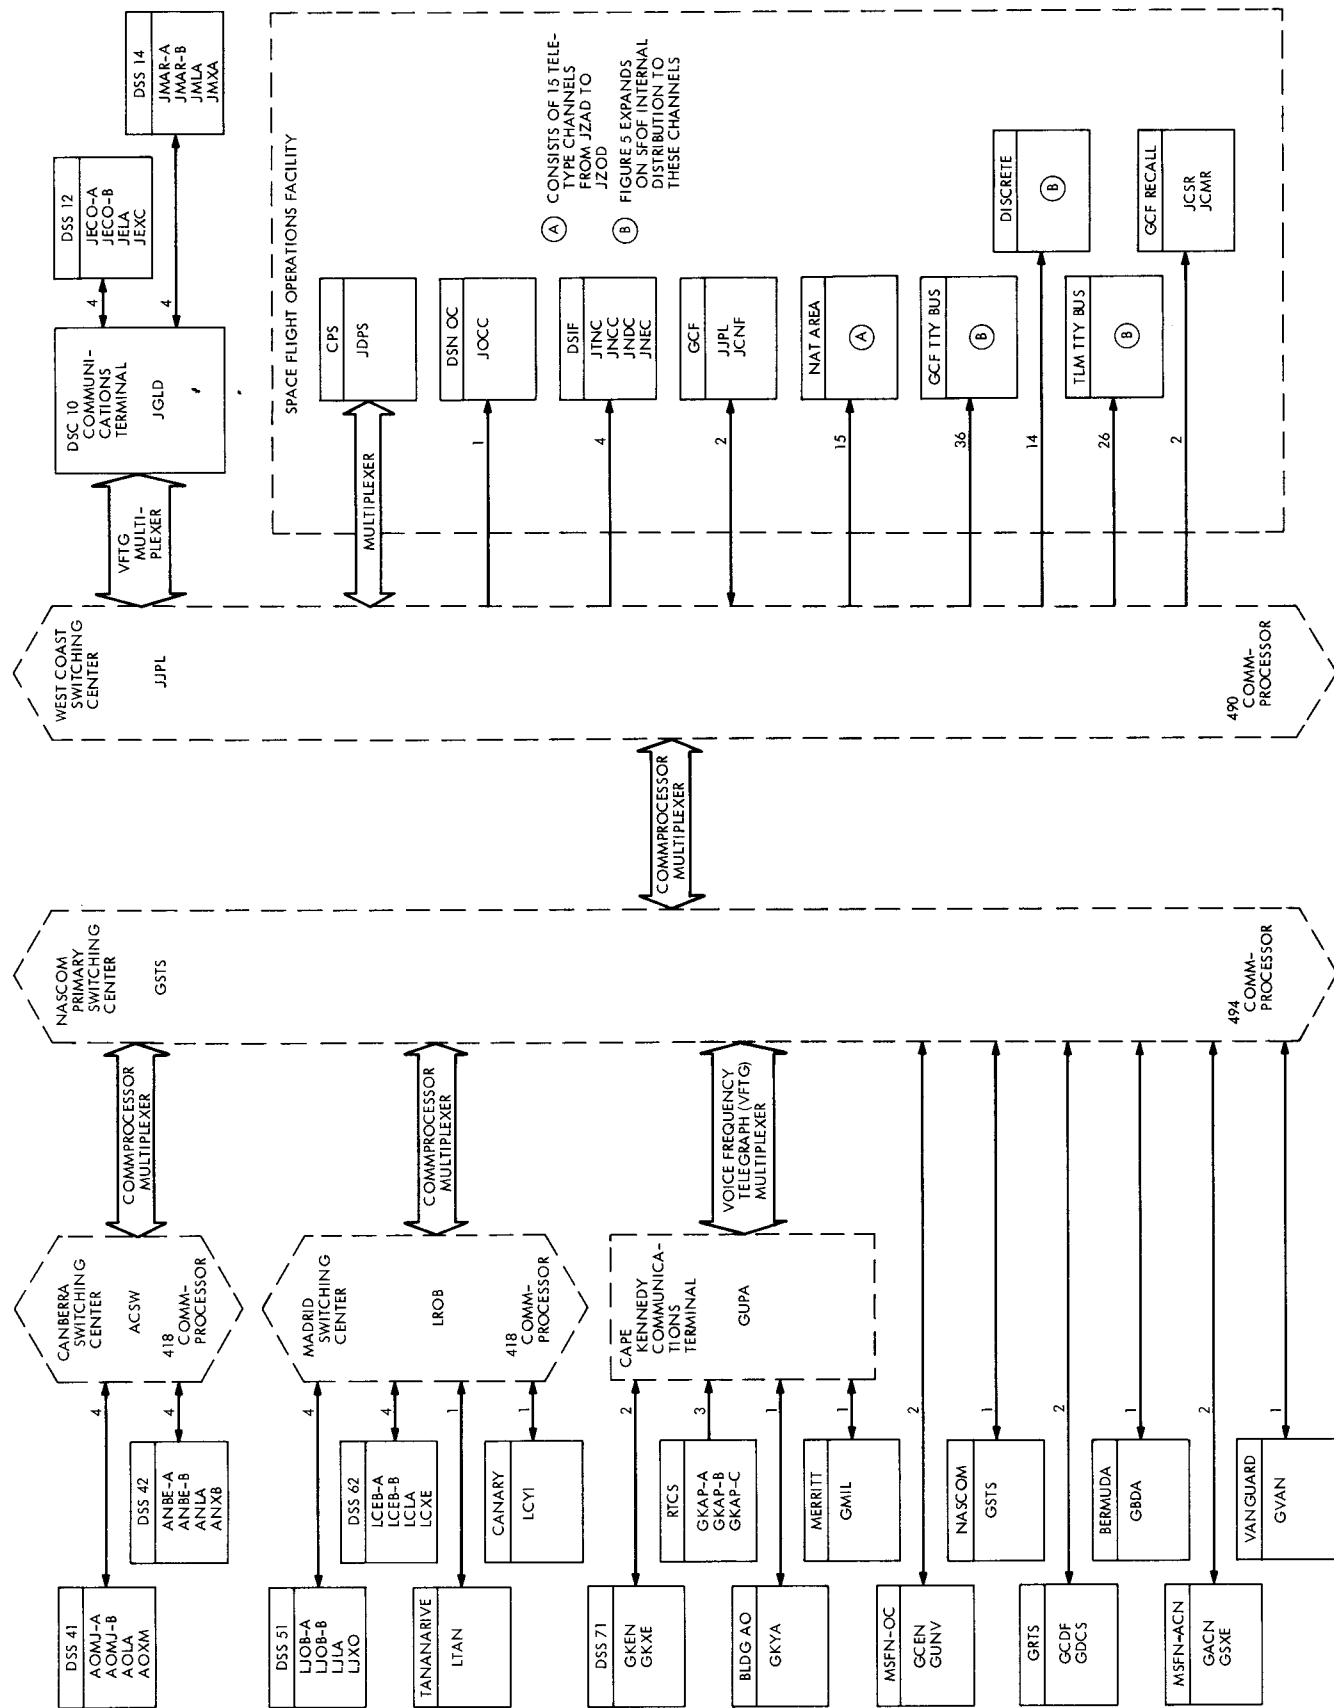 DSS 41
AOMJ-A
AOMJ-B
AOLA
AOXM
4
DSS 42
ANBE-A
ANBE-B
ANLA
ANXB
4
CANBERRA
SWITCHING
CENTER
ACSW
418
COMM-
PROCESSOR
COMMPROCESSOR
MULTIPLEXER
DSS 51
LJOB-A
LJOB-B
LJLA
LJXO
4
DSS 62
LCEB-A
LCEB-B
LCLA
LCXE
4
TANANARIVE
LTAN
1
CANARY
LCYI
1
MADRID
SWITCHING
CENTER
LROB
418
COMM-
PROCESSOR
COMMPROCESSOR
MULTIPLEXER
DSS 71
GKEN
GKXE
2
RTCS
GKAP-A
GKAP-B
GKAP-C
3
BLDG AO
GKYA
1
MERRITT
GMIL
1
CAPE
KENNEDY
COMMUNICA-
TIONS
TERMINAL
GUPA
VOICE FREQUENCY
TELEGRAPH (VFTG)
MULTIPLEXER
MSFN-OC
GCEN
GUNV
2
NASCOM
GSTS
1
GRTS
GCDF
GDCS
2
BERMUDA
GBDA
1
MSFN-ACN
GACN
GSXE
2
VANGUARD
GVAN
1
NASCOM
PRIMARY
SWITCHING
CENTER
GSTS
494
COMM-
PROCESSOR
COMMPROCESSOR
MULTIPLEXER
WEST COAST
SWITCHING
CENTER
JJPL
490
COMM-
PROCESSOR
VFTG
MULTI-
PLEXER
DSC 10
COMMUNI-
CATIONS
TERMINAL
JGLD
4
DSS 12
JECO-A
JECO-B
JELA
JEXC
4
DSS 14
JMAR-A
JMAR-B
JMLA
JMXA
SPACE FLIGHT OPERATIONS FACILITY
MULTIPLEXER
CPS
JDPS
1
DSN OC
JOCC
4
DSIF
JTNC
JNCC
JNDC
JNEC
2
GCF
JJPL
JCNF
15
NAT AREA
A
36
GCF TTY BUS
B
14
DISCRETE
B
26
TLM TTY BUS
B
2
GCF RECALL
JCSR
JCMR
A CONSISTS OF 15 TELE-
TYPE CHANNELS
FROM JZAD TO
JZOD
B FIGURE 5 EXPANDS
ON SFOF INTERNAL
DISTRIBUTION TO
THESE CHANNELS